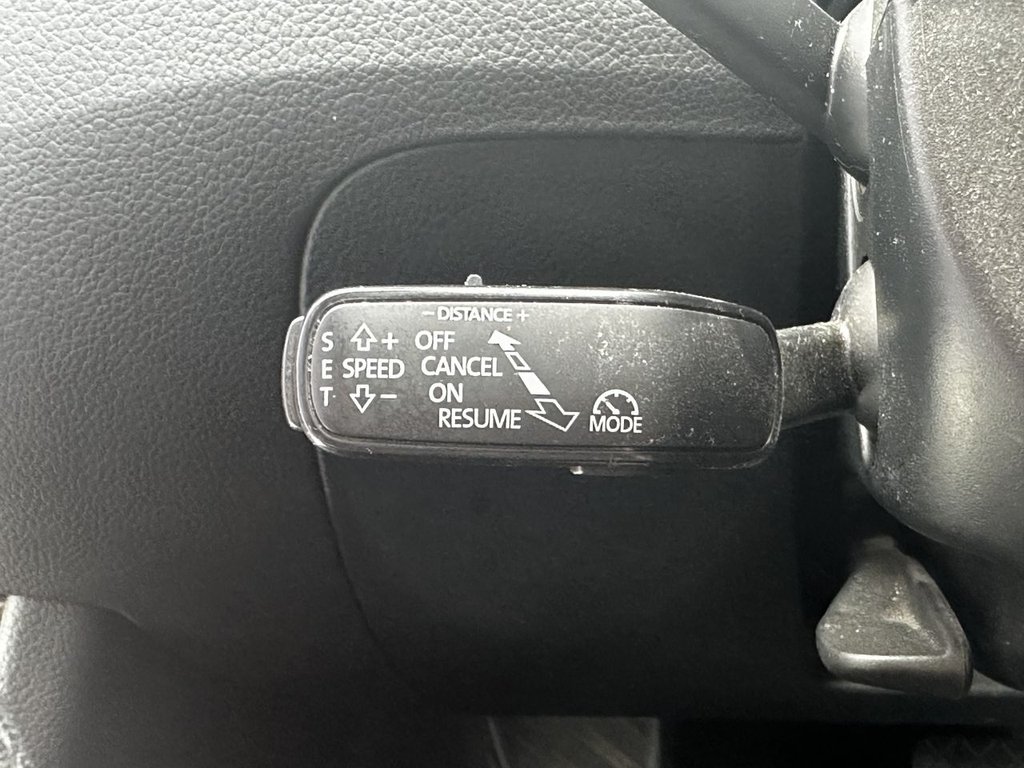 − DISTANCE +
S + OFF
E SPEED CANCEL
T − ON
RESUME
MODE